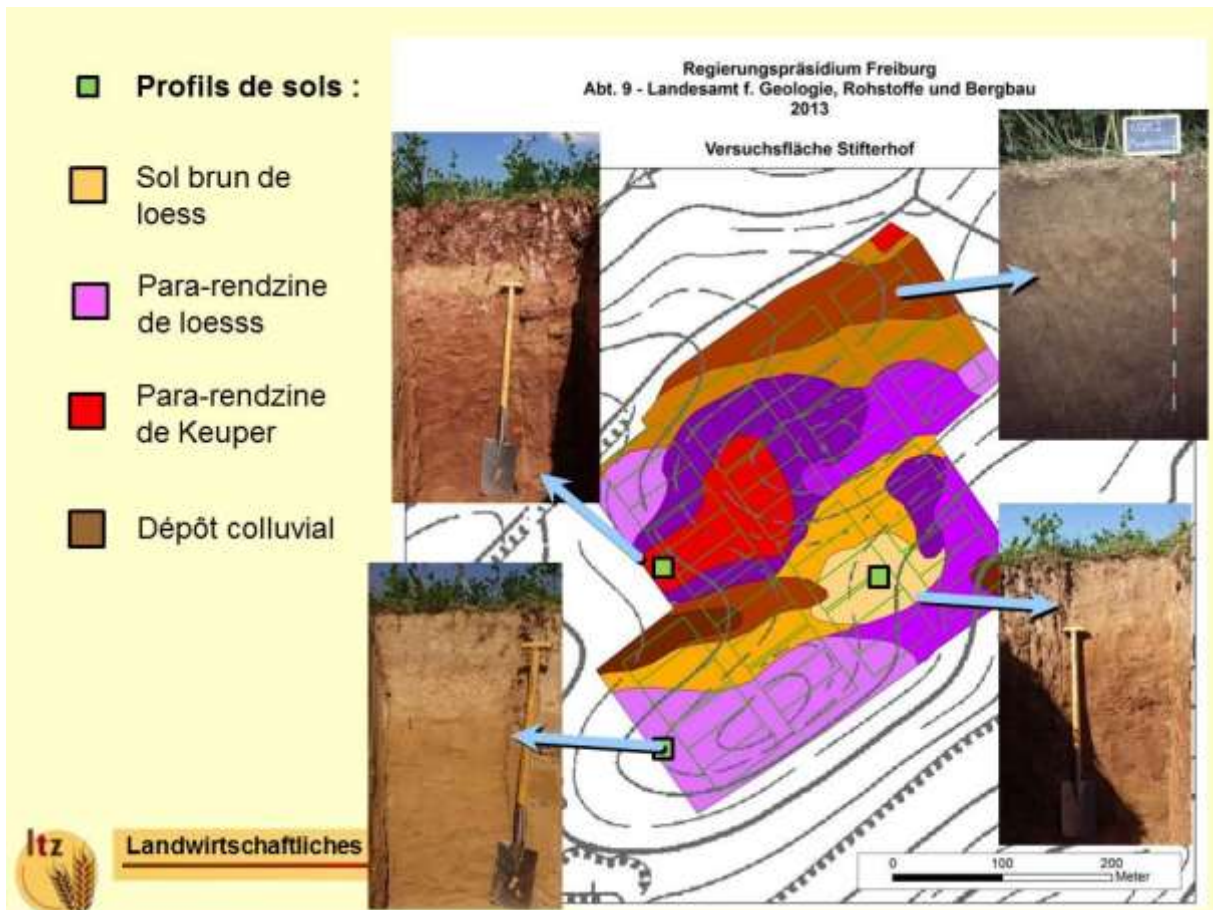 Profils de sols :
Sol brun de
loess
Para-rendzine
de loesss
Para-rendzine
de Keuper
Dépôt colluvial
Regierungspräsidium Freiburg
Abt. 9 - Landesamt f. Geologie, Rohstoffe und Bergbau
2013
Versuchsfläche Stifterhof
0 100 200
Meter
ltz
Landwirtschaftliches